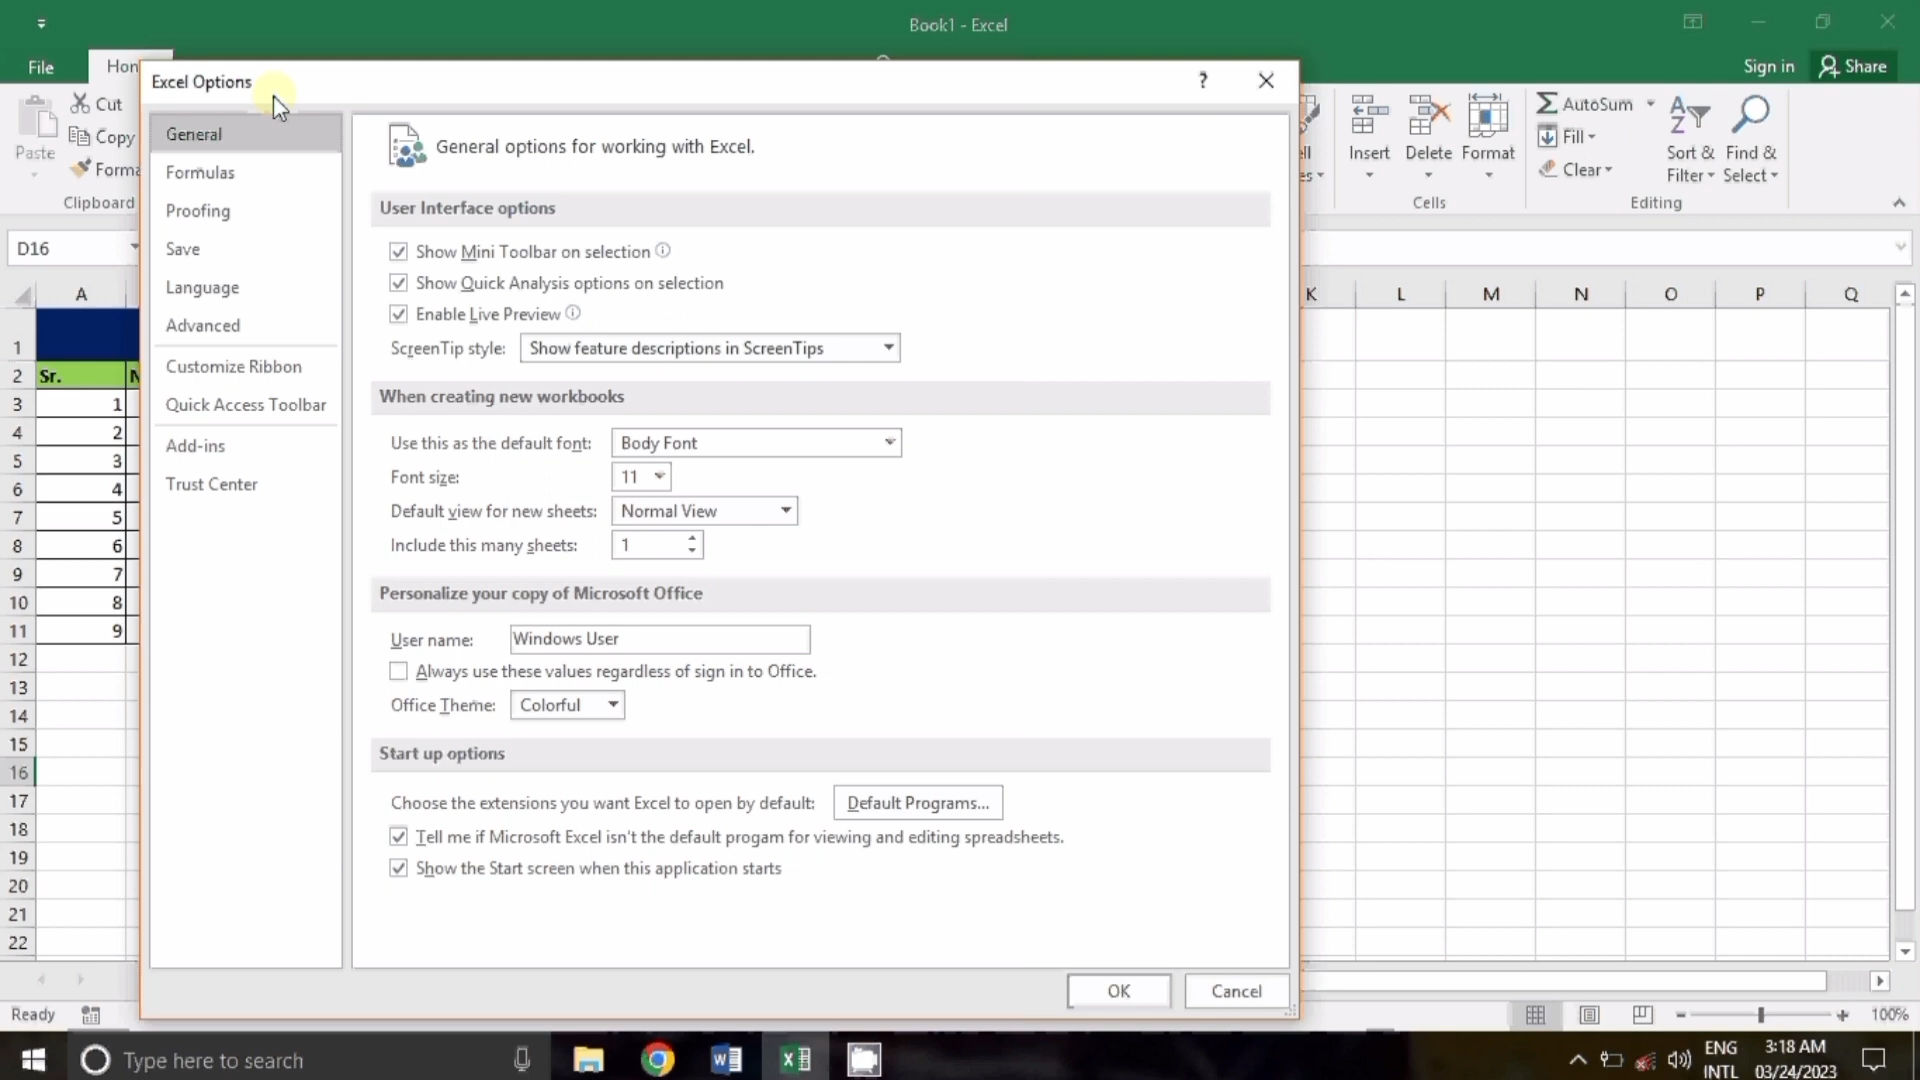 Book1 - Excel
File
Hon
Sign in
Share
Excel Options
?
Cut
Copy
Forma
Paste
Clipboard
Insert
Delete
Format
Cells
AutoSum
Fill
Clear
Sort &
Filter
Find &
Select
Editing
D16
General
Formulas
Proofing
Save
Language
Advanced
Customize Ribbon
Quick Access Toolbar
Add-ins
Trust Center
General options for working with Excel.
User Interface options
Show Mini Toolbar on selection
Show Quick Analysis options on selection
Enable Live Preview
ScreenTip style: Show feature descriptions in ScreenTips
When creating new workbooks
Use this as the default font: Body Font
Font size: 11
Default view for new sheets: Normal View
Include this many sheets: 1
Personalize your copy of Microsoft Office
User name: Windows User
Always use these values regardless of sign in to Office.
Office Theme: Colorful
Start up options
Choose the extensions you want Excel to open by default: Default Programs...
Tell me if Microsoft Excel isn't the default progam for viewing and editing spreadsheets.
Show the Start screen when this application starts
OK
Cancel
A K L M N O P Q
1
2 Sr. N
3 1
4 2
5 3
6 4
7 5
8 6
9 7
10 8
11 9
12
13
14
15
16
17
18
19
20
21
22
Ready
100%
Type here to search
ENG
INTL
3:18 AM
03/24/2023